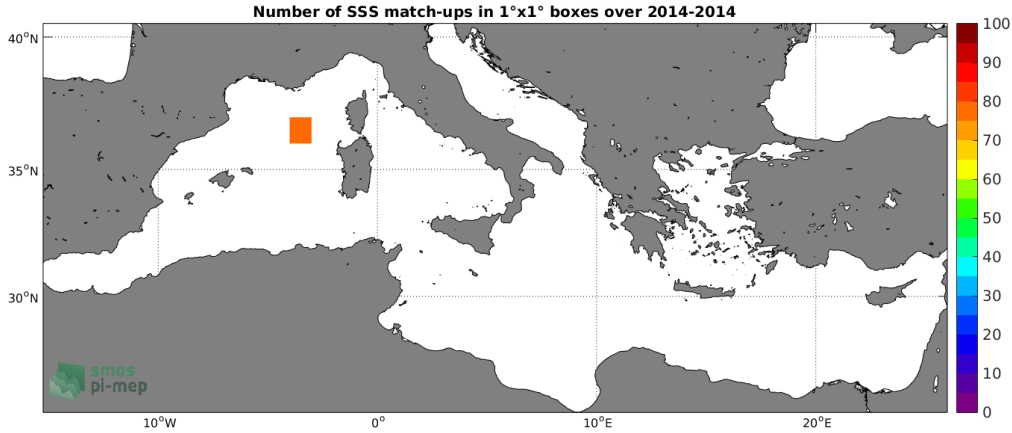 Number of SSS match-ups in 1°x1° boxes over 2014-2014
40°N
35°N
30°N
10°W
0°
10°E
20°E
100
90
80
70
60
50
40
30
20
10
0
smos
pi-mep